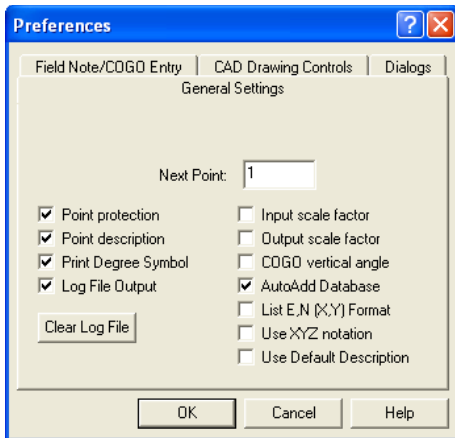 Preferences
Field Note/COGO Entry CAD Drawing Controls Dialogs
General Settings
Next Point: 1
Point protection Input scale factor
Point description Output scale factor
Print Degree Symbol COGO vertical angle
Log File Output AutoAdd Database
List E,N (X,Y) Format
Clear Log File Use XYZ notation
Use Default Description
OK Cancel Help